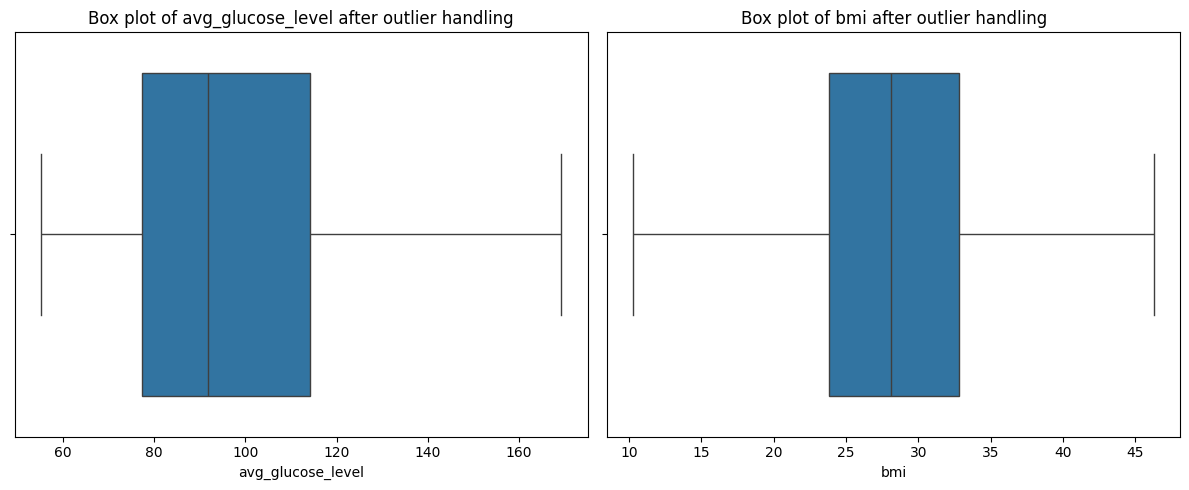 Box plot of avg_glucose_level after outlier handling
60 80 100 120 140 160
avg_glucose_level
Box plot of bmi after outlier handling
10 15 20 25 30 35 40 45
bmi